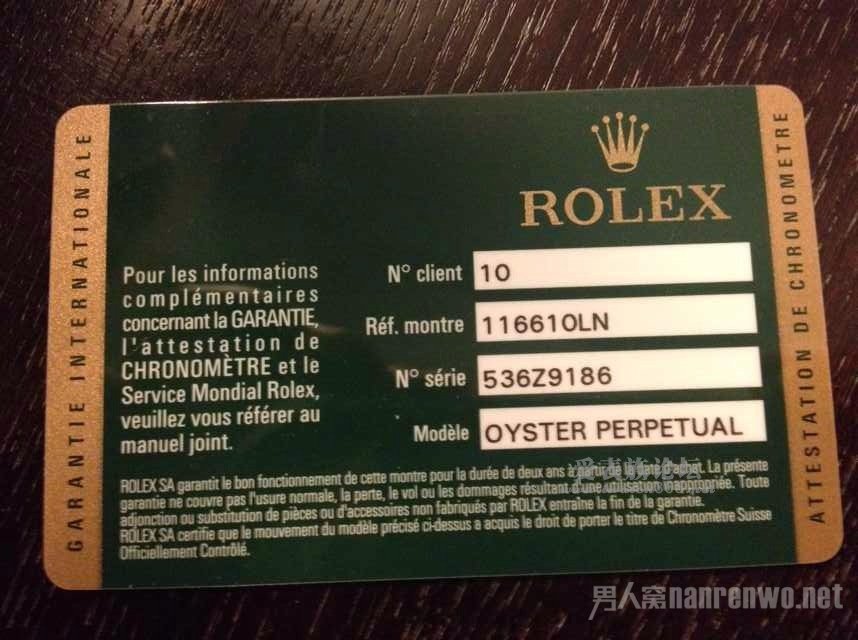 GARANTIE INTERNATIONALE
ROLEX
Pour les informations
complémentaires
concernant la GARANTIE,
l'attestation de
CHRONOMÈTRE et le
Service Mondial Rolex,
veuillez vous référer au
manuel joint.
N° client 10
Réf. montre 116610LN
N° série 536Z9186
Modèle OYSTER PERPETUAL
ROLEX SA garantit le bon fonctionnement de cette montre pour la durée de deux ans à partir de la date d'achat. La présente
garantie ne couvre pas l'usure normale, la perte, le vol ou les dommages résultant d'une utilisation inappropriée. Toute
adjonction ou substitution de pièces ou d'accessoires non fabriqués par ROLEX entraîne la fin de la garantie.
ROLEX SA certifie que le mouvement du modèle précisé ci-dessus a acquis le droit de porter le titre de Chronomètre Suisse
Officiellement Contrôlé.
ATTESTATION DE CHRONOMETRE
男人窝nanrenwo.net